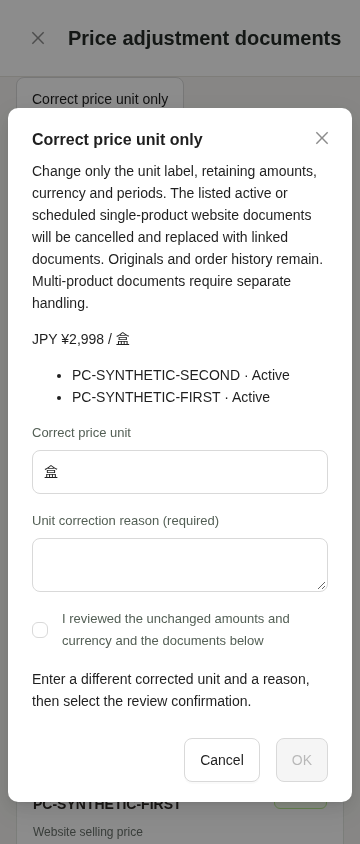 Price adjustment documents
Correct price unit only
Correct price unit only
Change only the unit label, retaining amounts,
currency and periods. The listed active or
scheduled single-product website documents
will be cancelled and replaced with linked
documents. Originals and order history remain.
Multi-product documents require separate
handling.
JPY ¥2,998 / 盒
• PC-SYNTHETIC-SECOND · Active
• PC-SYNTHETIC-FIRST · Active
Correct price unit
盒
Unit correction reason (required)
I reviewed the unchanged amounts and
currency and the documents below
Enter a different corrected unit and a reason,
then select the review confirmation.
Cancel
OK
PC-SYNTHETIC-FIRST
Website selling price